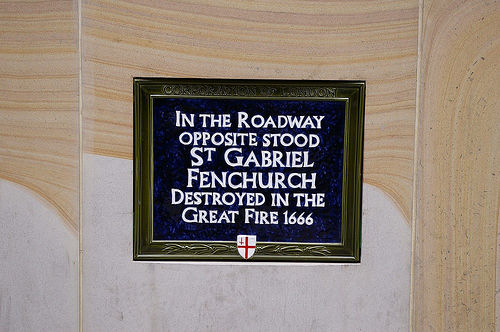 CORPORATION OF LONDON
IN THE ROADWAY
OPPOSITE STOOD
ST GABRIEL
FENCHURCH
DESTROYED IN THE
GREAT FIRE 1666